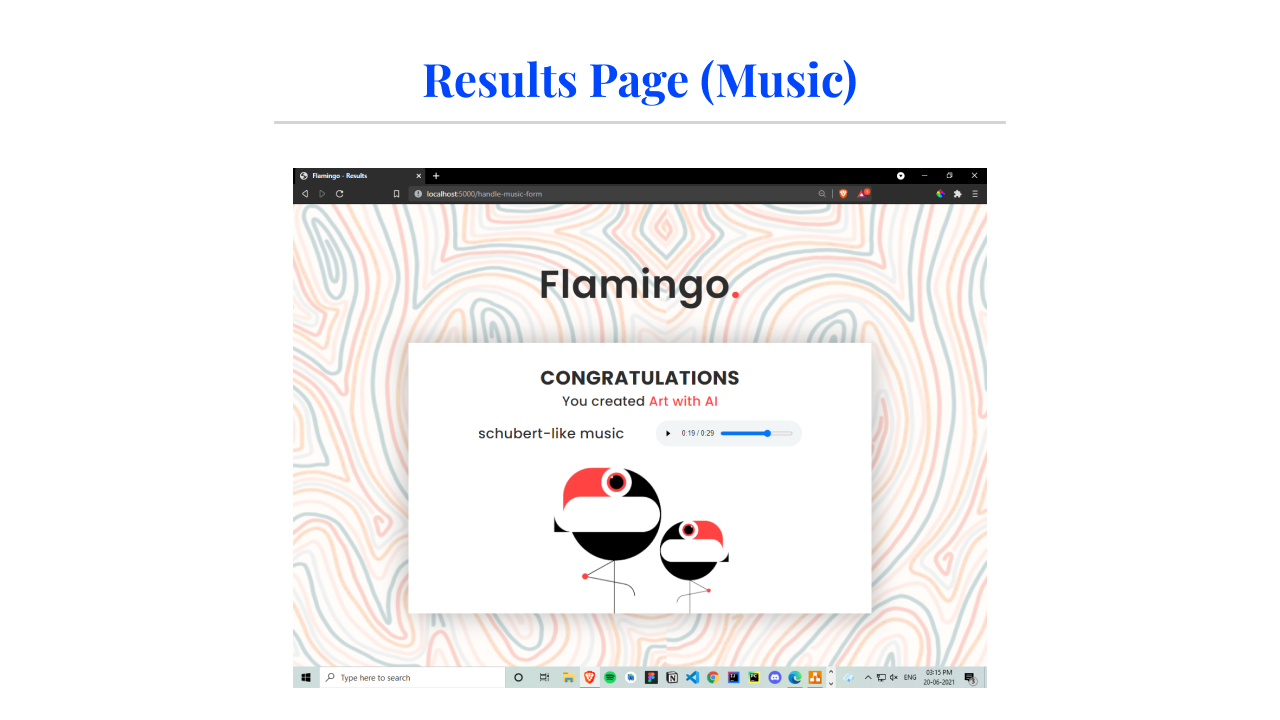 Results Page (Music)
Flamingo - Results
localhost:5000/handle-music-form
Flamingo.
CONGRATULATIONS
You created Art with AI
schubert-like music
0:19 / 0:29
Type here to search
ENG
03:15 PM
20-06-2021